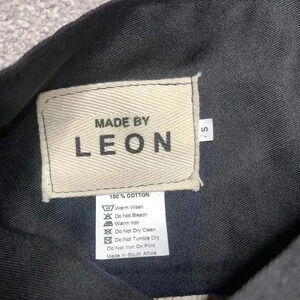 MADE BY
LEON
S
100 % COTTON
Warm Wash
Do Not Bleach
Warm Iron
Do Not Dry Clean
Do Not Tumble Dry
Do Not Iron On Print
Made in South Africa